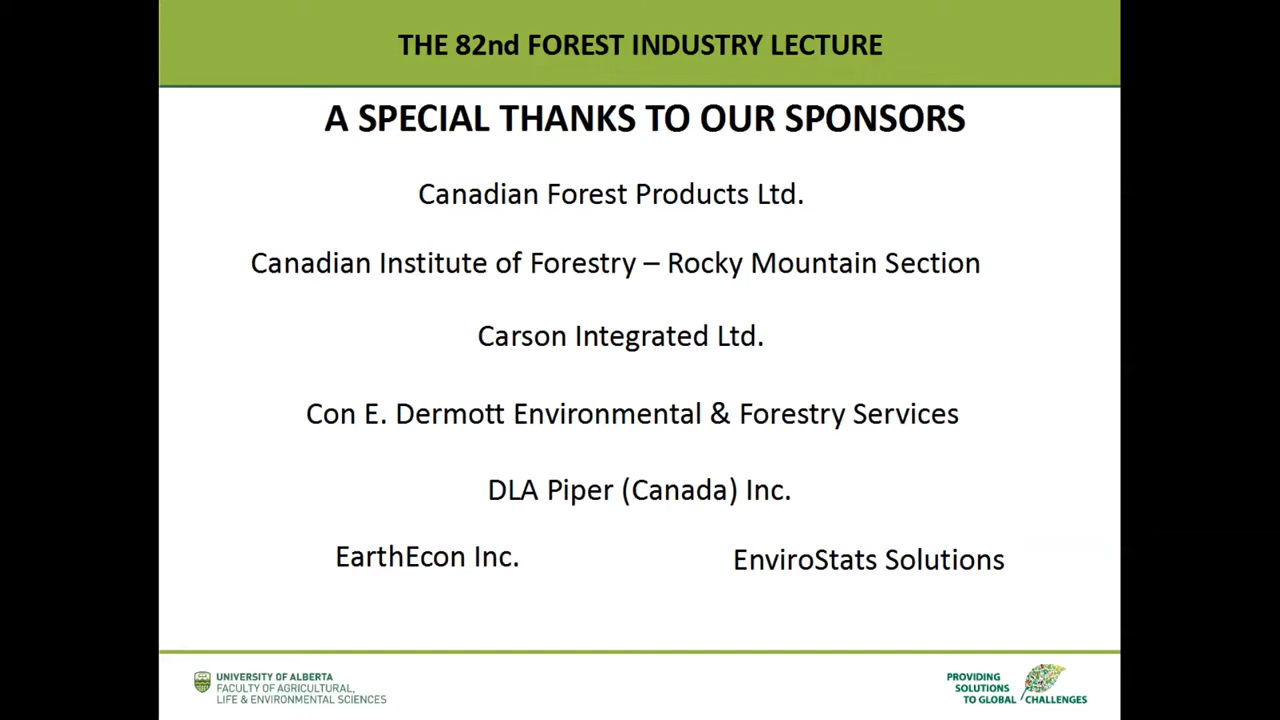 THE 82nd FOREST INDUSTRY LECTURE
A SPECIAL THANKS TO OUR SPONSORS
Canadian Forest Products Ltd.
Canadian Institute of Forestry – Rocky Mountain Section
Carson Integrated Ltd.
Con E. Dermott Environmental & Forestry Services
DLA Piper (Canada) Inc.
EarthEcon Inc.
EnviroStats Solutions
UNIVERSITY OF ALBERTA
FACULTY OF AGRICULTURAL,
LIFE & ENVIRONMENTAL SCIENCES
PROVIDING
SOLUTIONS
TO GLOBAL CHALLENGES